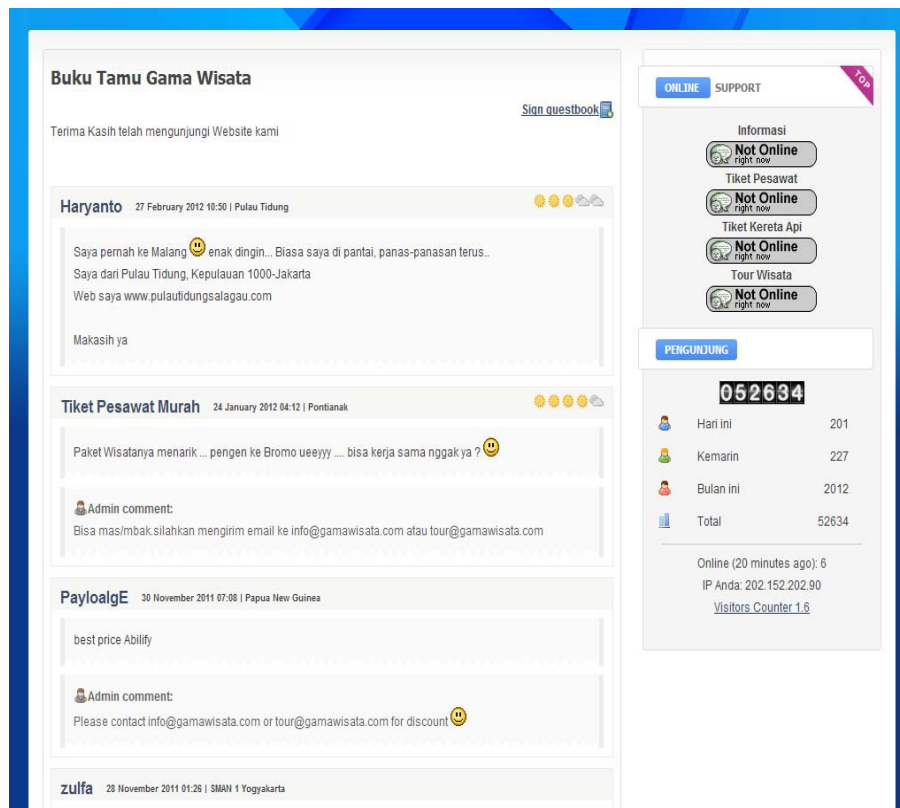 Buku Tamu Gama Wisata
Sign guestbook
Terima Kasih telah mengunjungi Website kami
Haryanto 27 February 2012 10:50 | Pulau Tidung
Saya pernah ke Malang enak dingin... BIasa saya di pantai, panas-panasan terus..
Saya dari Pulau Tidung, Kepulauan 1000-Jakarta
Web saya www.pulautidungsalagau.com
Makasih ya
Tiket Pesawat Murah 24 January 2012 04:12 | Pontianak
Paket Wisatanya menarik ... pengen ke Bromo ueeyyy .... bisa kerja sama nggak ya ?
Admin comment:
Bisa mas/mbak.silahkan mengirim email ke info@gamawisata.com atau tour@gamawisata.com
PayloalgE 30 November 2011 07:08 | Papua New Guinea
best price Abilify
Admin comment:
Please contact info@gamawisata.com or tour@gamawisata.com for discount
zulfa 28 November 2011 01:26 | SMAN 1 Yogyakarta
ONLINE SUPPORT
TOP
Informasi
Not Online
right now
Tiket Pesawat
Not Online
right now
Tiket Kereta Api
Not Online
right now
Tour Wisata
Not Online
right now
PENGUNJUNG
052634
Hari ini 201
Kemarin 227
Bulan ini 2012
Total 52634
Online (20 minutes ago): 6
IP Anda: 202.152.202.90
Visitors Counter 1.6